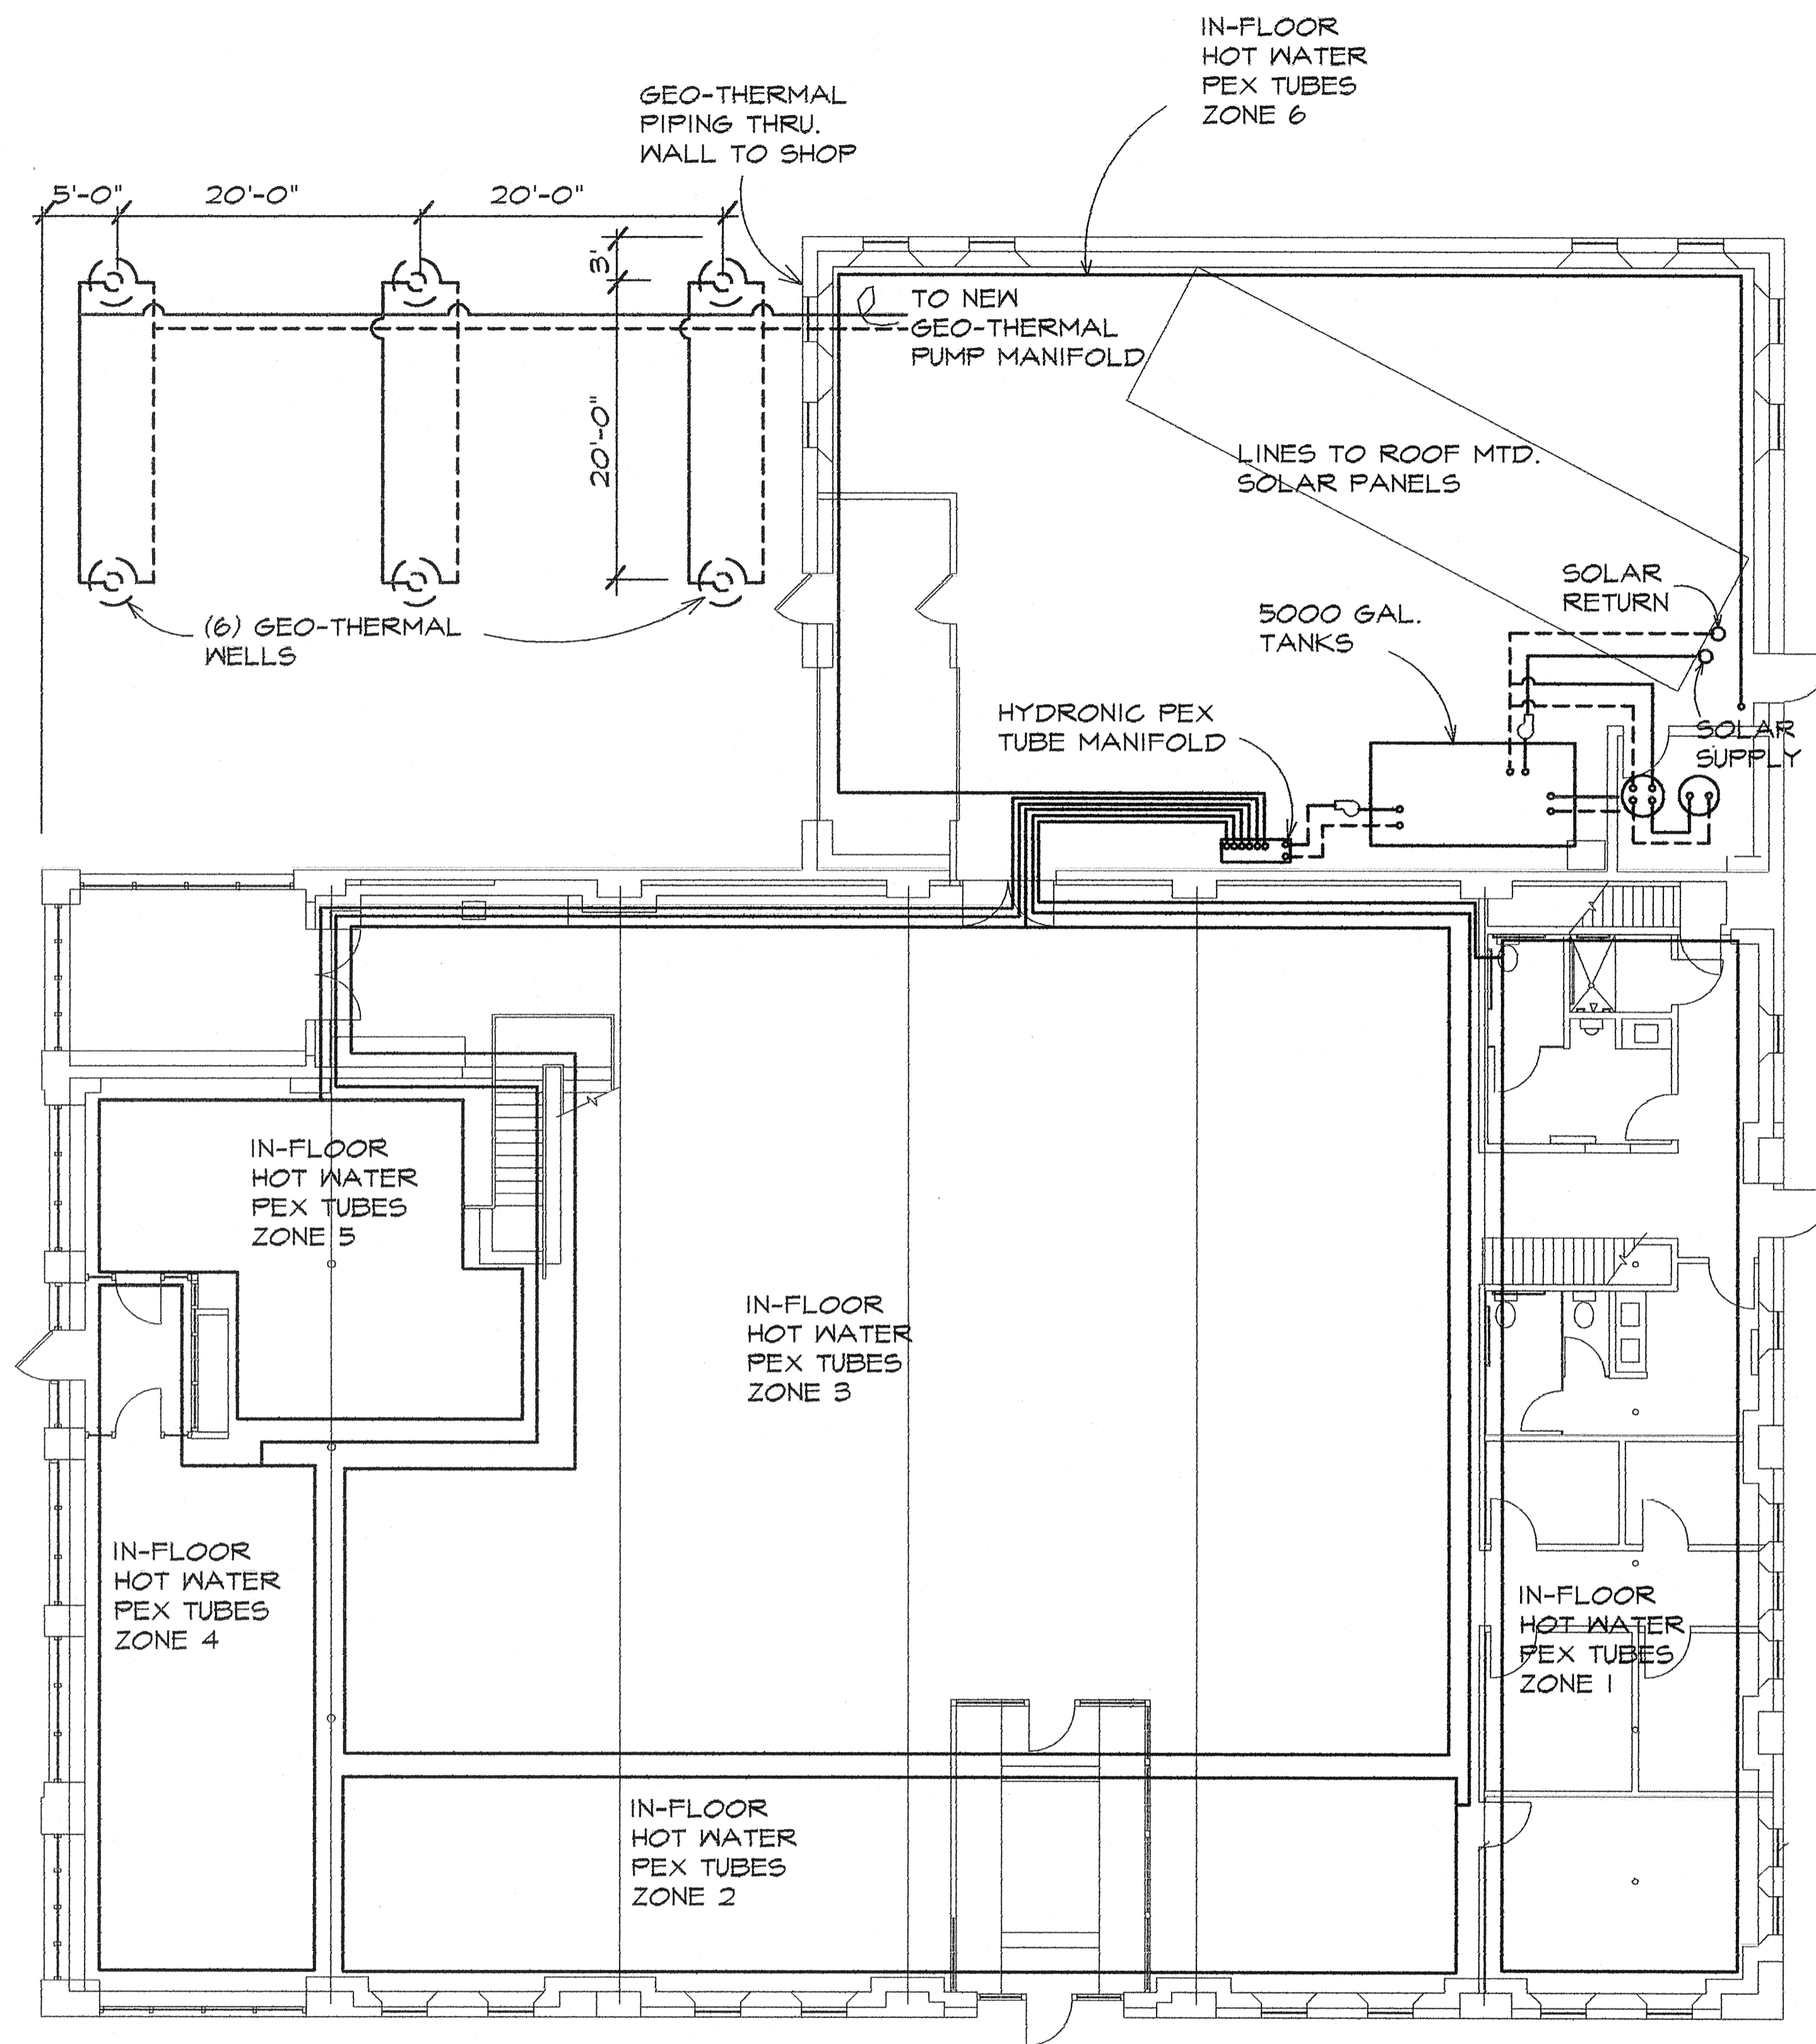 IN-FLOOR
HOT WATER
PEX TUBES
ZONE 6
GEO-THERMAL
PIPING THRU.
WALL TO SHOP
5'-0"
20'-0"
20'-0"
3'
20'-0"
TO NEW
GEO-THERMAL
PUMP MANIFOLD
LINES TO ROOF MTD.
SOLAR PANELS
SOLAR
RETURN
5000 GAL.
TANKS
(6) GEO-THERMAL
WELLS
HYDRONIC PEX
TUBE MANIFOLD
SOLAR
SUPPLY
IN-FLOOR
HOT WATER
PEX TUBES
ZONE 5
IN-FLOOR
HOT WATER
PEX TUBES
ZONE 3
IN-FLOOR
HOT WATER
PEX TUBES
ZONE 4
IN-FLOOR
HOT WATER
PEX TUBES
ZONE 1
IN-FLOOR
HOT WATER
PEX TUBES
ZONE 2